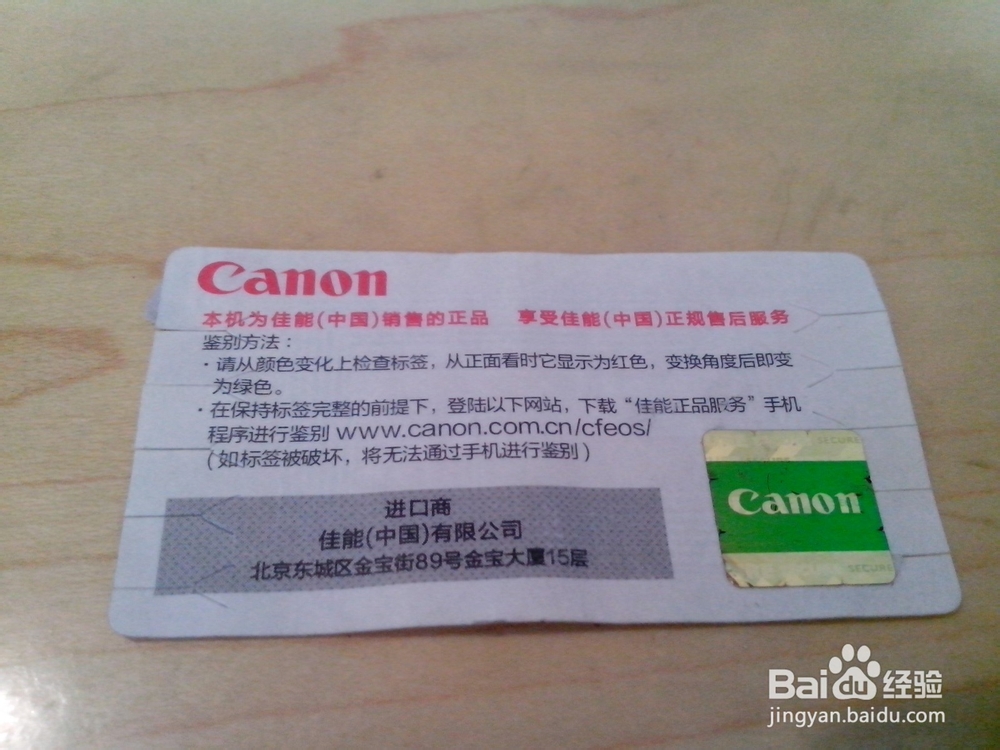 Canon
本机为佳能(中国)销售的正品 享受佳能(中国)正规售后服务
鉴别方法：
·请从颜色变化上检查标签，从正面看时它显示为红色，变换角度后即变
为绿色。
·在保持标签完整的前提下，登陆以下网站，下载“佳能正品服务”手机
程序进行鉴别 www.canon.com.cn/cfeos/
(如标签被破坏，将无法通过手机进行鉴别)
SECURE
Canon
SECURE
进口商
佳能(中国)有限公司
北京东城区金宝街89号金宝大厦15层
Baidu经验
jingyan.baidu.com